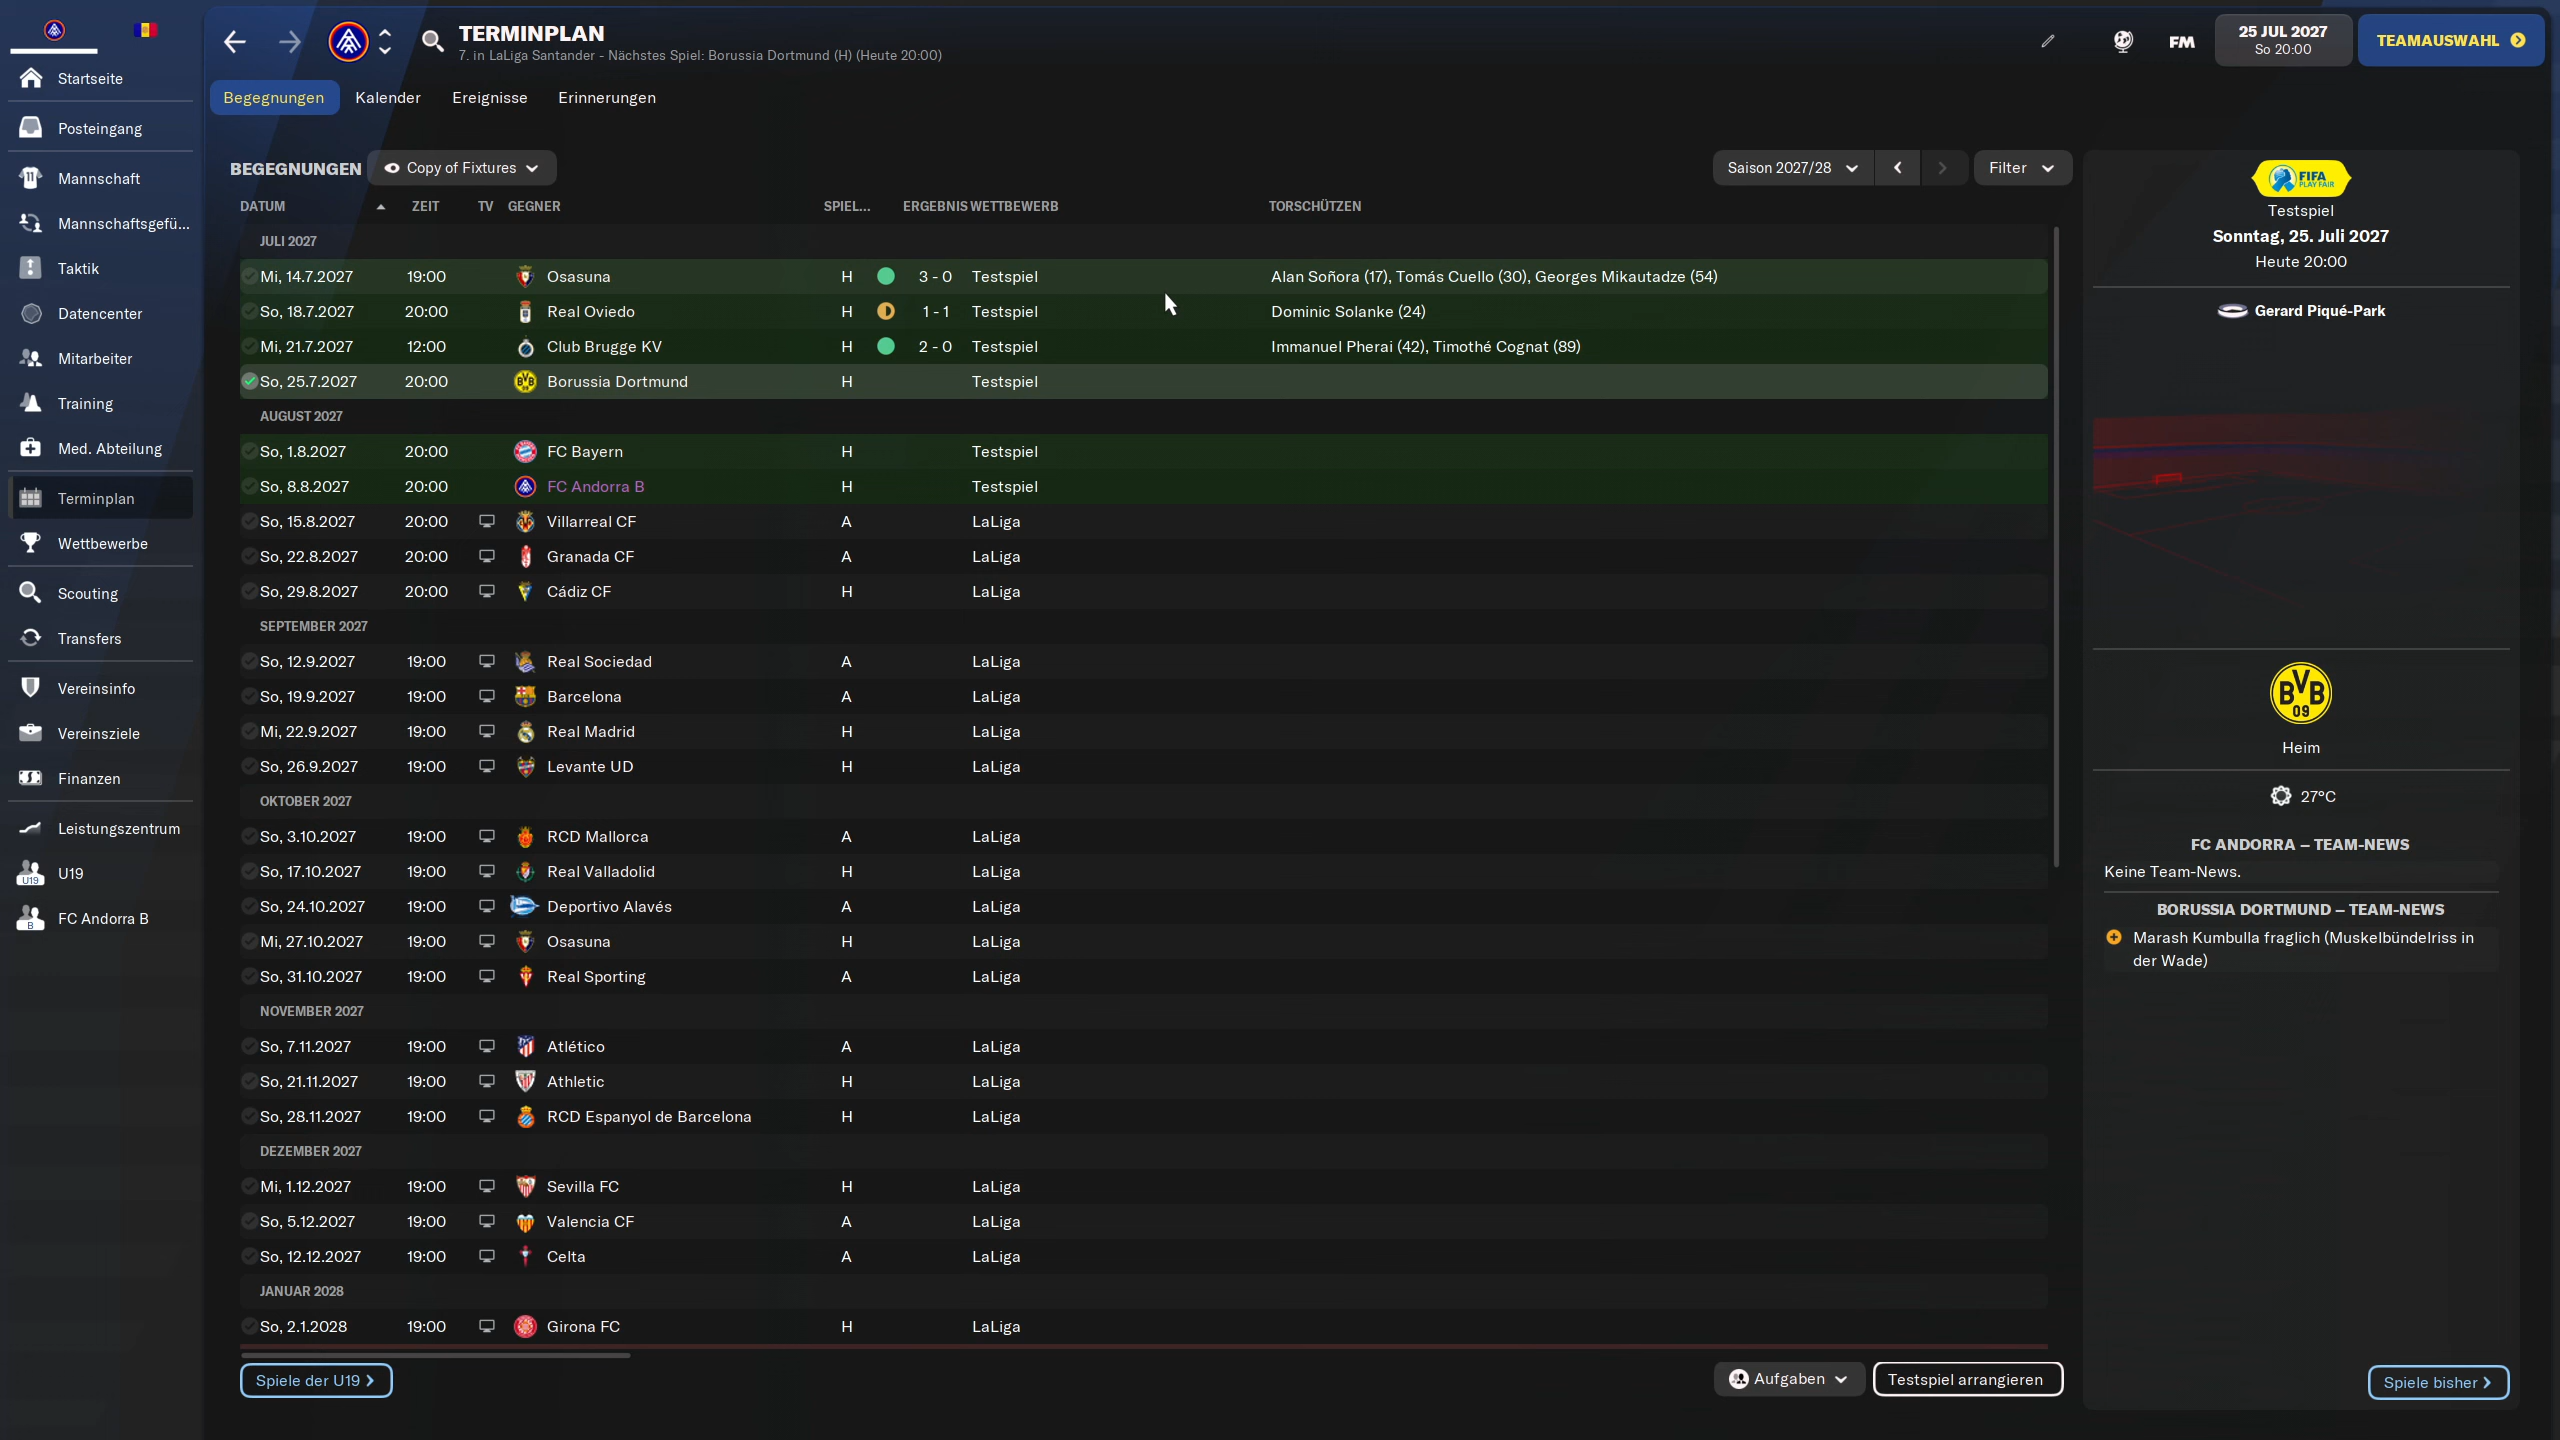 TERMINPLAN
7. in LaLiga Santander - Nächstes Spiel: Borussia Dortmund (H) (Heute 20:00)
FM
25 JUL 2027
So 20:00
TEAMAUSWAHL
Startseite
Posteingang
Mannschaft
Mannschaftsgefü...
Taktik
Datencenter
Mitarbeiter
Training
Med. Abteilung
Terminplan
Wettbewerbe
Scouting
Transfers
Vereinsinfo
Vereinsziele
Finanzen
Leistungszentrum
U19 U19
B FC Andorra B
Begegnungen Kalender Ereignisse Erinnerungen
BEGEGNUNGEN Copy of Fixtures Saison 2027/28 Filter
DATUM ZEIT TV GEGNER SPIEL... ERGEBNIS WETTBEWERB TORSCHÜTZEN
JULI 2027
Mi, 14.7.2027 19:00 Osasuna H 3 - 0 Testspiel Alan Soñora (17), Tomás Cuello (30), Georges Mikautadze (54)
So, 18.7.2027 20:00 Real Oviedo H 1 - 1 Testspiel Dominic Solanke (24)
Mi, 21.7.2027 12:00 Club Brugge KV H 2 - 0 Testspiel Immanuel Pherai (42), Timothé Cognat (89)
So, 25.7.2027 20:00 Borussia Dortmund H Testspiel
AUGUST 2027
So, 1.8.2027 20:00 FC Bayern H Testspiel
So, 8.8.2027 20:00 FC Andorra B H Testspiel
So, 15.8.2027 20:00 Villarreal CF A LaLiga
So, 22.8.2027 20:00 Granada CF A LaLiga
So, 29.8.2027 20:00 Cádiz CF H LaLiga
SEPTEMBER 2027
So, 12.9.2027 19:00 Real Sociedad A LaLiga
So, 19.9.2027 19:00 Barcelona A LaLiga
Mi, 22.9.2027 19:00 Real Madrid H LaLiga
So, 26.9.2027 19:00 Levante UD H LaLiga
OKTOBER 2027
So, 3.10.2027 19:00 RCD Mallorca A LaLiga
So, 17.10.2027 19:00 Real Valladolid H LaLiga
So, 24.10.2027 19:00 Deportivo Alavés A LaLiga
Mi, 27.10.2027 19:00 Osasuna H LaLiga
So, 31.10.2027 19:00 Real Sporting A LaLiga
NOVEMBER 2027
So, 7.11.2027 19:00 Atlético A LaLiga
So, 21.11.2027 19:00 Athletic H LaLiga
So, 28.11.2027 19:00 RCD Espanyol de Barcelona H LaLiga
DEZEMBER 2027
Mi, 1.12.2027 19:00 Sevilla FC H LaLiga
So, 5.12.2027 19:00 Valencia CF A LaLiga
So, 12.12.2027 19:00 Celta A LaLiga
JANUAR 2028
So, 2.1.2028 19:00 Girona FC H LaLiga
Spiele der U19 Aufgaben Testspiel arrangieren
FIFA
PLAY FAIR
Testspiel
Sonntag, 25. Juli 2027
Heute 20:00
Gerard Piqué-Park
BVB
09
Heim
27°C
FC ANDORRA – TEAM-NEWS
Keine Team-News.
BORUSSIA DORTMUND – TEAM-NEWS
Marash Kumbulla fraglich (Muskelbündelriss in
der Wade)
Spiele bisher